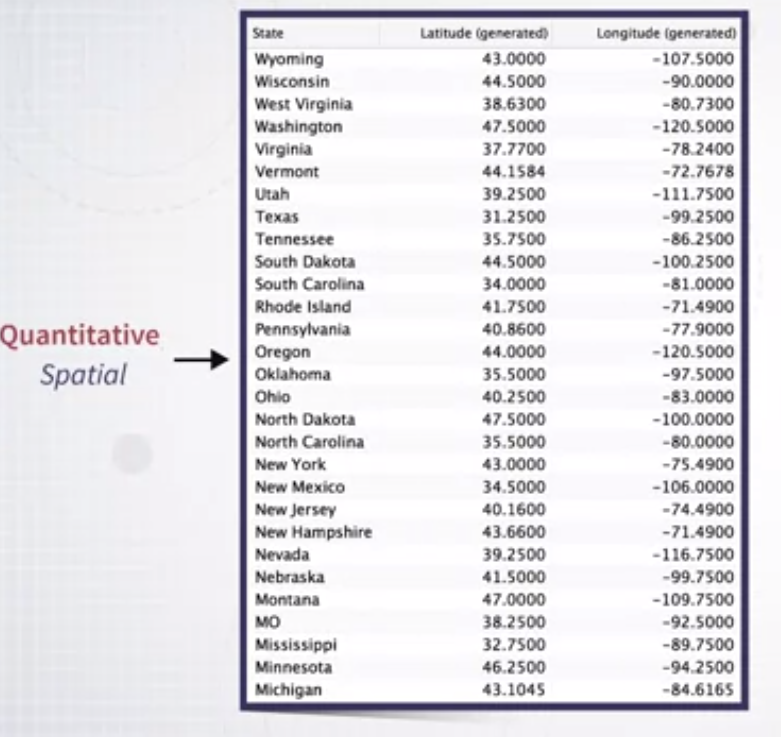 State Latitude (generated) Longitude (generated)
Wyoming 43.0000 -107.5000
Wisconsin 44.5000 -90.0000
West Virginia 38.6300 -80.7300
Washington 47.5000 -120.5000
Virginia 37.7700 -78.2400
Vermont 44.1584 -72.7678
Utah 39.2500 -111.7500
Texas 31.2500 -99.2500
Tennessee 35.7500 -86.2500
South Dakota 44.5000 -100.2500
South Carolina 34.0000 -81.0000
Rhode Island 41.7500 -71.4900
Pennsylvania 40.8600 -77.9000
Quantitative
Spatial
Oregon 44.0000 -120.5000
Oklahoma 35.5000 -97.5000
Ohio 40.2500 -83.0000
North Dakota 47.5000 -100.0000
North Carolina 35.5000 -80.0000
New York 43.0000 -75.4900
New Mexico 34.5000 -106.0000
New Jersey 40.1600 -74.4900
New Hampshire 43.6600 -71.4900
Nevada 39.2500 -116.7500
Nebraska 41.5000 -99.7500
Montana 47.0000 -109.7500
MO 38.2500 -92.5000
Mississippi 32.7500 -89.7500
Minnesota 46.2500 -94.2500
Michigan 43.1045 -84.6165